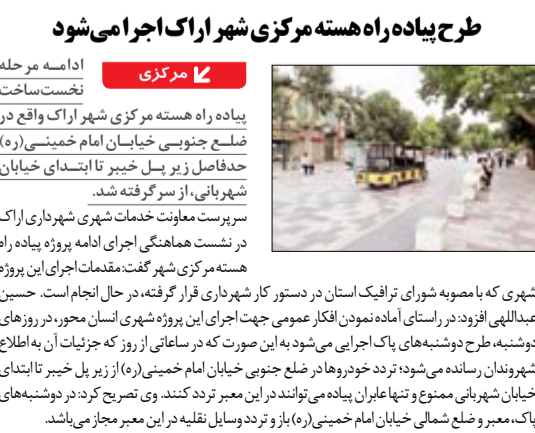 طرح پیاده راه هسته مرکزی شهر اراک اجرا می‌شود
مرکزی
ادامـه مرحله
نخست ساخت
پیاده راه هسته مرکزی شهر اراک واقع در
ضلـع جنوبـی خیابـان امام خمینـی(ره)
حدفاصل زیر پـل خیبر تا ابتـدای خیابان
شهربانی، از سر گرفته شد.
سرپرست معاونت خدمات شهری شهرداری اراک
در نشست هماهنگی اجرای ادامه پروژه پیاده راه
هسته مرکزی شهر گفت: مقدمات اجرای این پروژه
شهری که با مصوبه شورای ترافیک استان در دستور کار شهرداری قرار گرفته، در حال انجام است. حسین
عبداللهی افزود: در راستای آماده نمودن افکار عمومی جهت اجرای این پروژه شهری انسان محور، در روزهای
دوشنبه، طرح دوشنبه‌های پاک اجرایی می‌شود به این صورت که در ساعاتی از روز که جزئیات آن به اطلاع
شهروندان رسانده می‌شود؛ تردد خودروها در ضلع جنوبی خیابان امام خمینی(ره) از زیر پل خیبر تا ابتدای
خیابان شهربانی ممنوع و تنها عابران پیاده می‌توانند در این معبر تردد کنند. وی تصریح کرد: در دوشنبه‌های
پاک، معبر و ضلع شمالی خیابان امام خمینی(ره) باز و تردد وسایل نقلیه در این معبر مجاز می‌باشد.